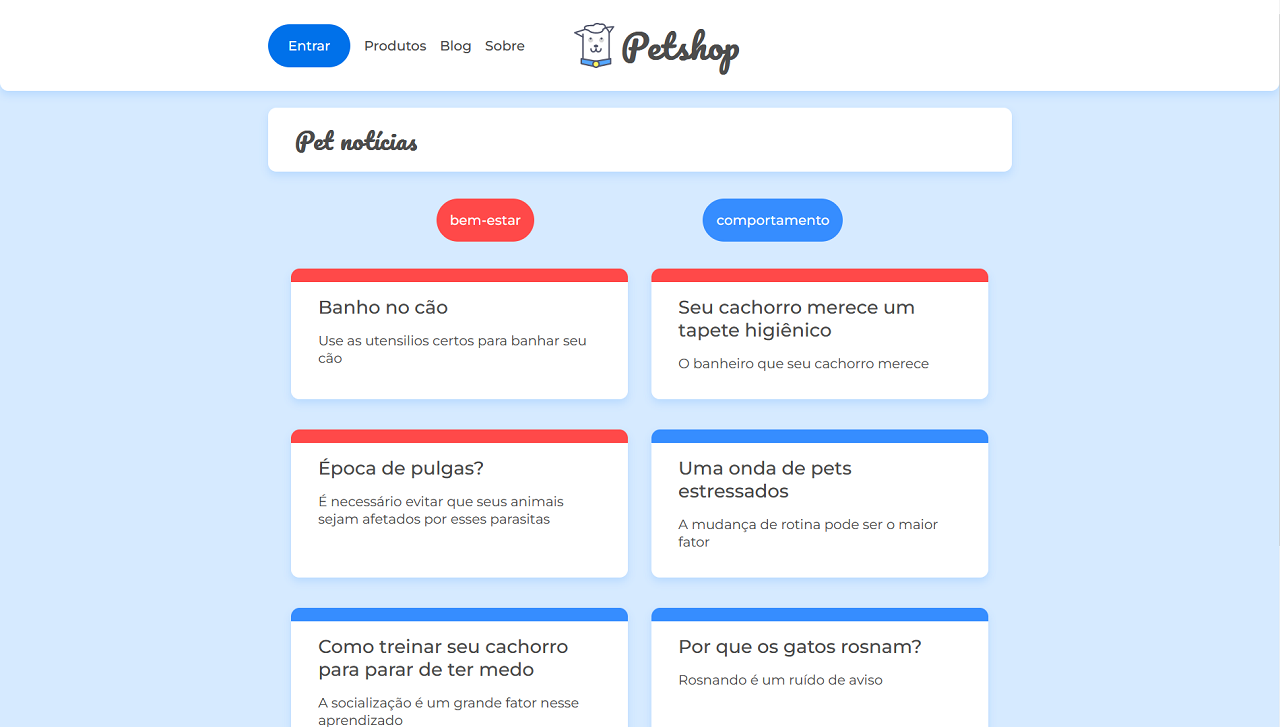 Entrar Produtos Blog Sobre Petshop
Pet notícias
bem-estar comportamento
Banho no cão
Use as utensilios certos para banhar seu
cão
Seu cachorro merece um
tapete higiênico
O banheiro que seu cachorro merece
Época de pulgas?
É necessário evitar que seus animais
sejam afetados por esses parasitas
Uma onda de pets
estressados
A mudança de rotina pode ser o maior
fator
Como treinar seu cachorro
para parar de ter medo
A socialização é um grande fator nesse
aprendizado
Por que os gatos rosnam?
Rosnando é um ruído de aviso